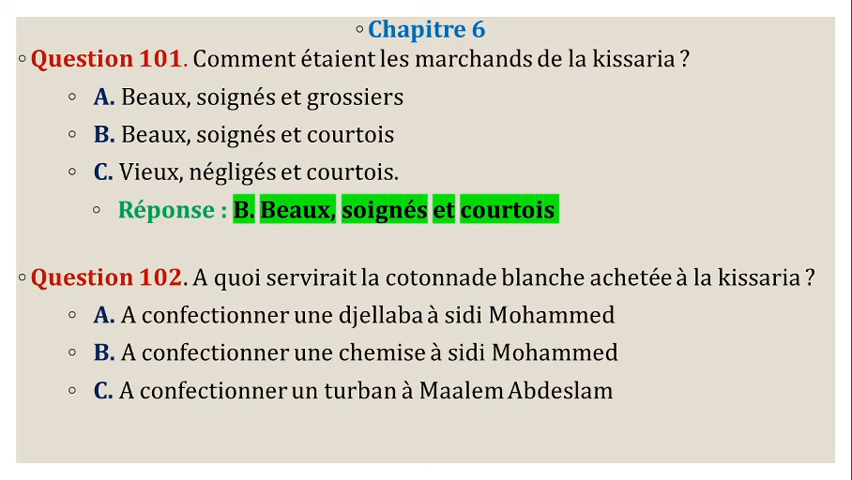 Chapitre 6
Question 101. Comment étaient les marchands de la kissaria ?
A. Beaux, soignés et grossiers
B. Beaux, soignés et courtois
C. Vieux, négligés et courtois.
Réponse : B. Beaux, soignés et courtois
Question 102. A quoi servirait la cotonnade blanche achetée à la kissaria ?
A. A confectionner une djellaba à sidi Mohammed
B. A confectionner une chemise à sidi Mohammed
C. A confectionner un turban à Maalem Abdeslam